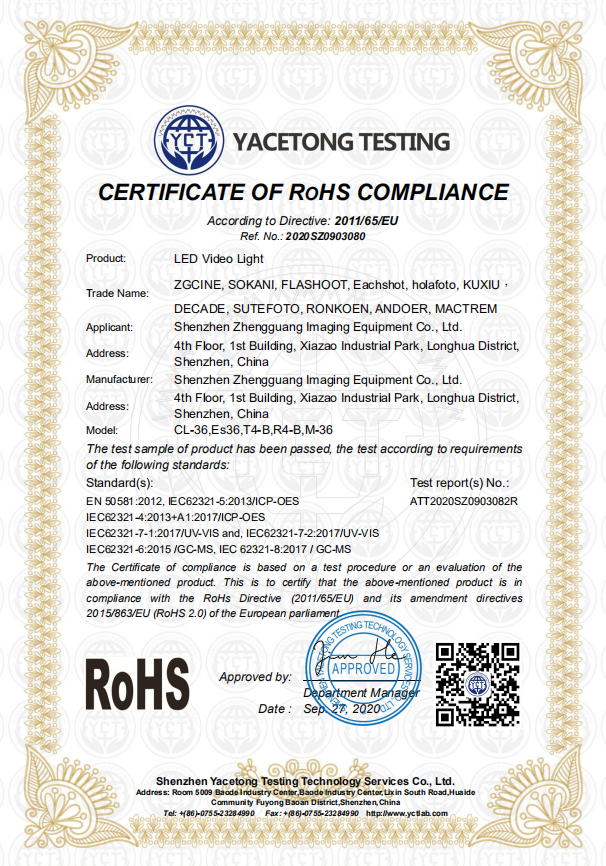 YCT
YACETONG TESTING
CERTIFICATE OF RoHS COMPLIANCE
According to Directive: 2011/65/EU
Ref. No.: 2020SZ0903080
Product: LED Video Light
Trade Name: ZGCINE, SOKANI, FLASHOOT, Eachshot, holafoto, KUXIU,
DECADE, SUTEFOTO, RONKOEN, ANDOER, MACTREM
Applicant: Shenzhen Zhengguang Imaging Equipment Co., Ltd.
Address: 4th Floor, 1st Building, Xiazao Industrial Park, Longhua District,
Shenzhen, China
Manufacturer: Shenzhen Zhengguang Imaging Equipment Co., Ltd.
Address: 4th Floor, 1st Building, Xiazao Industrial Park, Longhua District,
Shenzhen, China
Model: CL-36,Es36,T4-B,R4-B,M-36
The test sample of product has been passed, the test according to requirements
of the following standards:
Standard(s): Test report(s) No.:
EN 50581:2012, IEC62321-5:2013/ICP-OES ATT2020SZ0903082R
IEC62321-4:2013+A1:2017/ICP-OES
IEC62321-7-1:2017/UV-VIS and, IEC62321-7-2:2017/UV-VIS
IEC62321-6:2015 /GC-MS, IEC 62321-8:2017 / GC-MS
The Certificate of compliance is based on a test procedure or an evaluation of the
above-mentioned product. This is to certify that the above-mentioned product is in
compliance with the RoHs Directive (2011/65/EU) and its amendment directives
2015/863/EU (RoHS 2.0) of the European parliament.
RoHS
Approved by:
APPROVED
Department Manager
Date : Sep. 27, 2020
Shenzhen Yacetong Testing Technology Services Co., Ltd.
Address: Room 5009 Baode Industry Center,Baode Industry Center,Lixin South Road,Huaide
Community Fuyong Baoan District,Shenzhen,China
Tel: +(86)-0755-23284990 Fax: +(86)-0755-23284990 http://www.yctlab.com